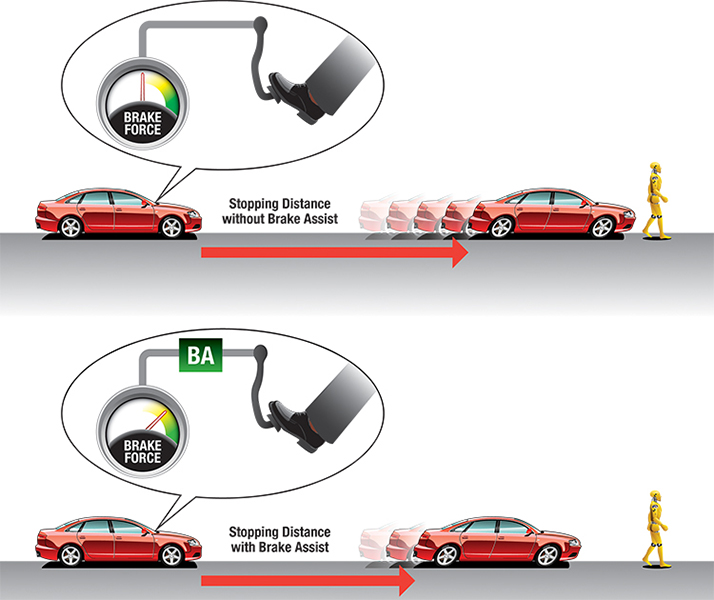 BRAKE
FORCE
Stopping Distance
without Brake Assist
BA
BRAKE
FORCE
Stopping Distance
with Brake Assist